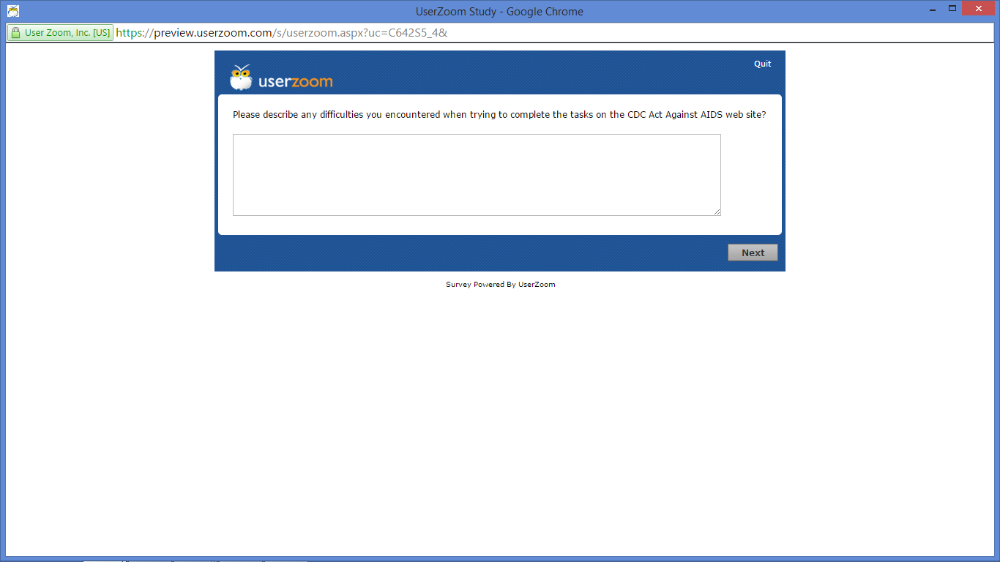 UserZoom Study - Google Chrome
User Zoom, Inc. [US] https://preview.userzoom.com/s/userzoom.aspx?uc=C642S5_4&
Quit
userzoom
Please describe any difficulties you encountered when trying to complete the tasks on the CDC Act Against AIDS web site?
Next
Survey Powered By UserZoom